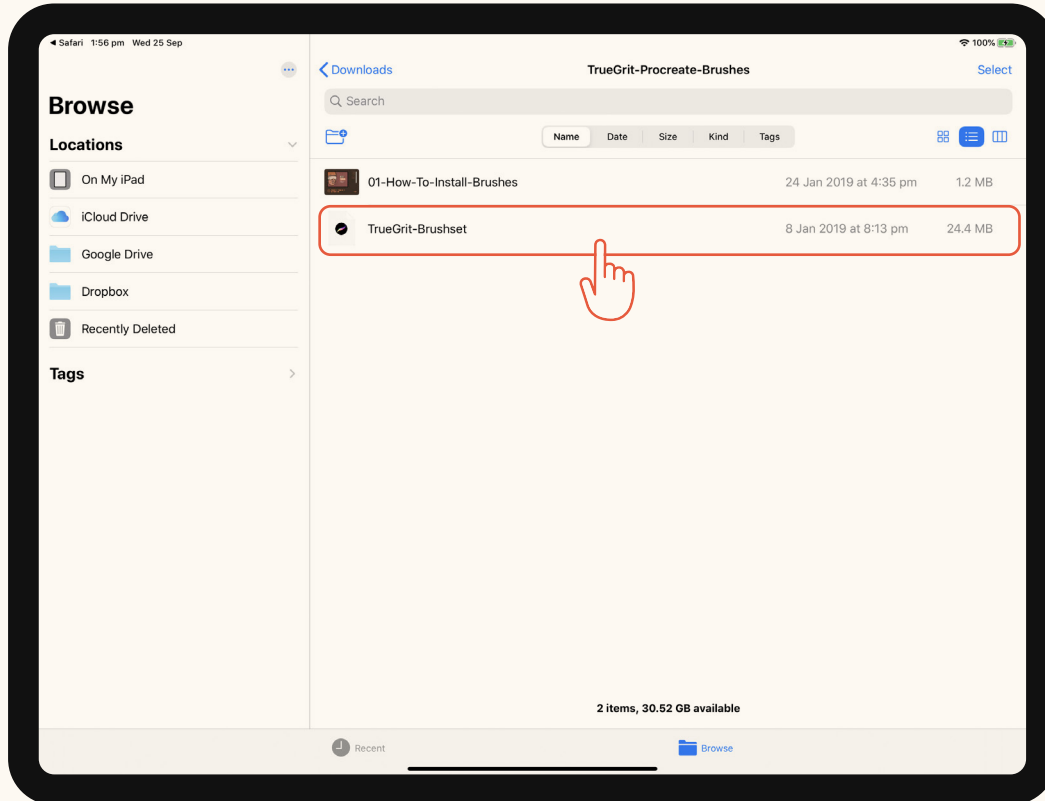 Safari 1:56 pm Wed 25 Sep
100%
Browse
Locations
On My iPad
iCloud Drive
Google Drive
Dropbox
Recently Deleted
Tags
Downloads
TrueGrit-Procreate-Brushes
Select
Search
Name Date Size Kind Tags
01-How-To-Install-Brushes 24 Jan 2019 at 4:35 pm 1.2 MB
TrueGrit-Brushset 8 Jan 2019 at 8:13 pm 24.4 MB
2 items, 30.52 GB available
Recent Browse